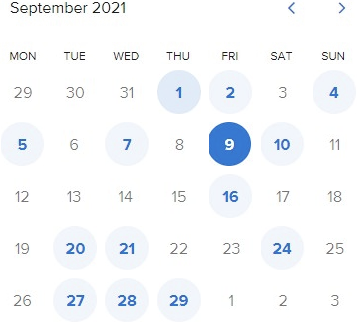 September 2021
MON TUE WED THU FRI SAT SUN
29 30 31 1 2 3 4
5 6 7 8 9 10 11
12 13 14 15 16 17 18
19 20 21 22 23 24 25
26 27 28 29 1 2 3